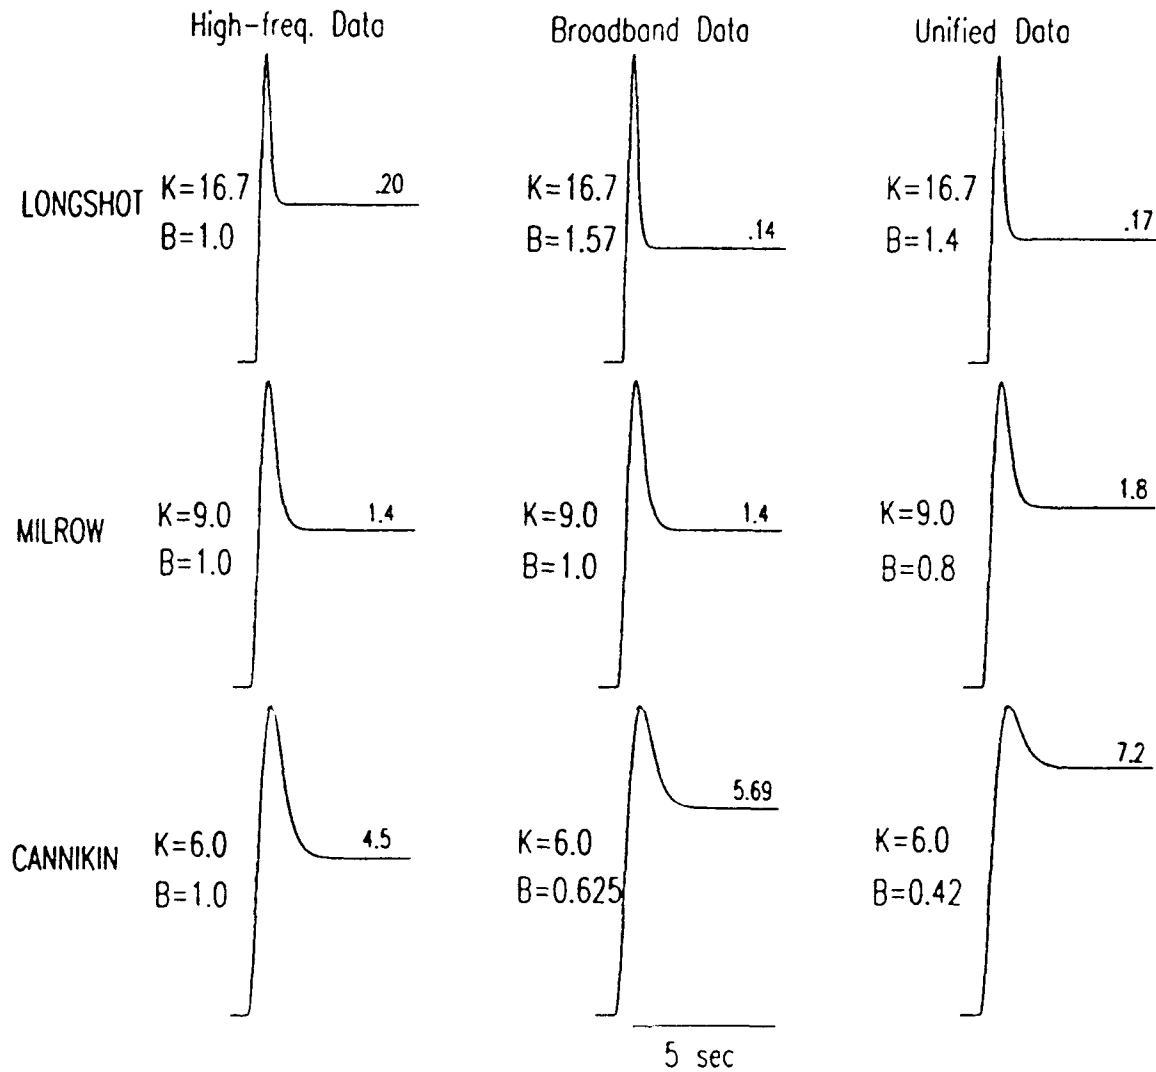 High-freq. Data
Broadband Data
Unified Data
LONGSHOT
K=16.7
B=1.0
.20
K=16.7
B=1.57
.14
K=16.7
B=1.4
.17
MILROW
K=9.0
B=1.0
1.4
K=9.0
B=1.0
1.4
K=9.0
B=0.8
1.8
CANNIKIN
K=6.0
B=1.0
4.5
K=6.0
B=0.625
5.69
K=6.0
B=0.42
7.2
5 sec